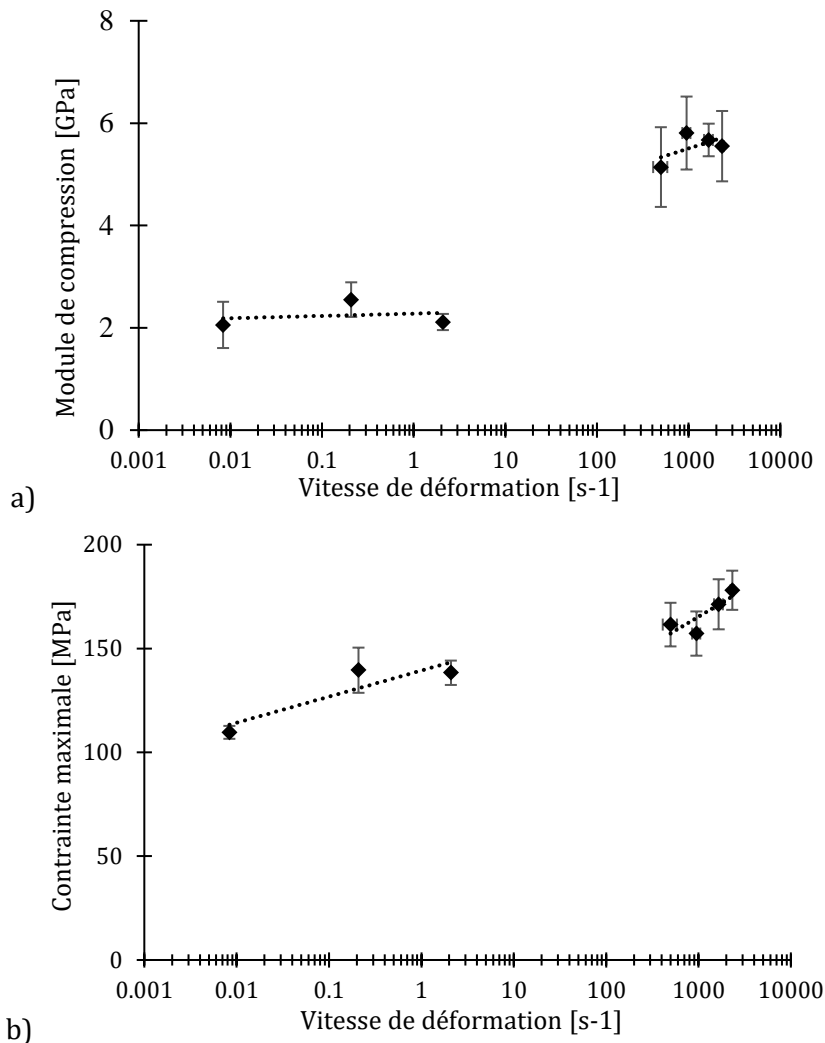 8
6
4
2
0
Module de compression [GPa]
0.001 0.01 0.1 1 10 100 1000 10000
Vitesse de déformation [s-1]
a)
200
150
100
50
0
Contrainte maximale [MPa]
0.001 0.01 0.1 1 10 100 1000 10000
Vitesse de déformation [s-1]
b)